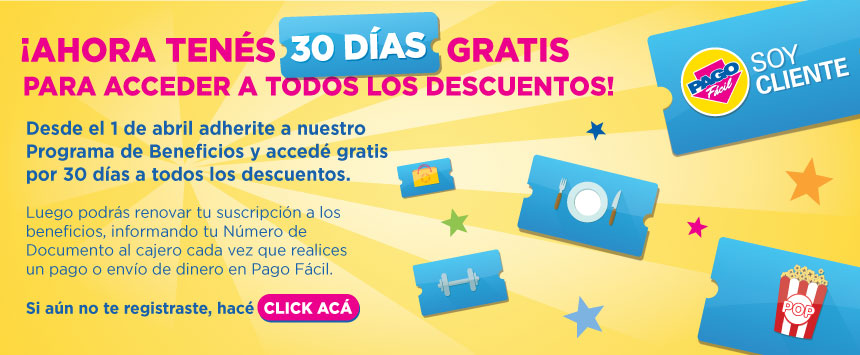 ¡AHORA TENÉS 30 DÍAS GRATIS
PARA ACCEDER A TODOS LOS DESCUENTOS!
Desde el 1 de abril adherite a nuestro
Programa de Beneficios y accedé gratis
por 30 días a todos los descuentos.
Luego podrás renovar tu suscripción a los
beneficios, informando tu Número de
Documento al cajero cada vez que realices
un pago o envío de dinero en Pago Fácil.
Si aún no te registraste, hacé CLICK ACÁ
PAGO
Fácil
SOY
CLIENTE
POP